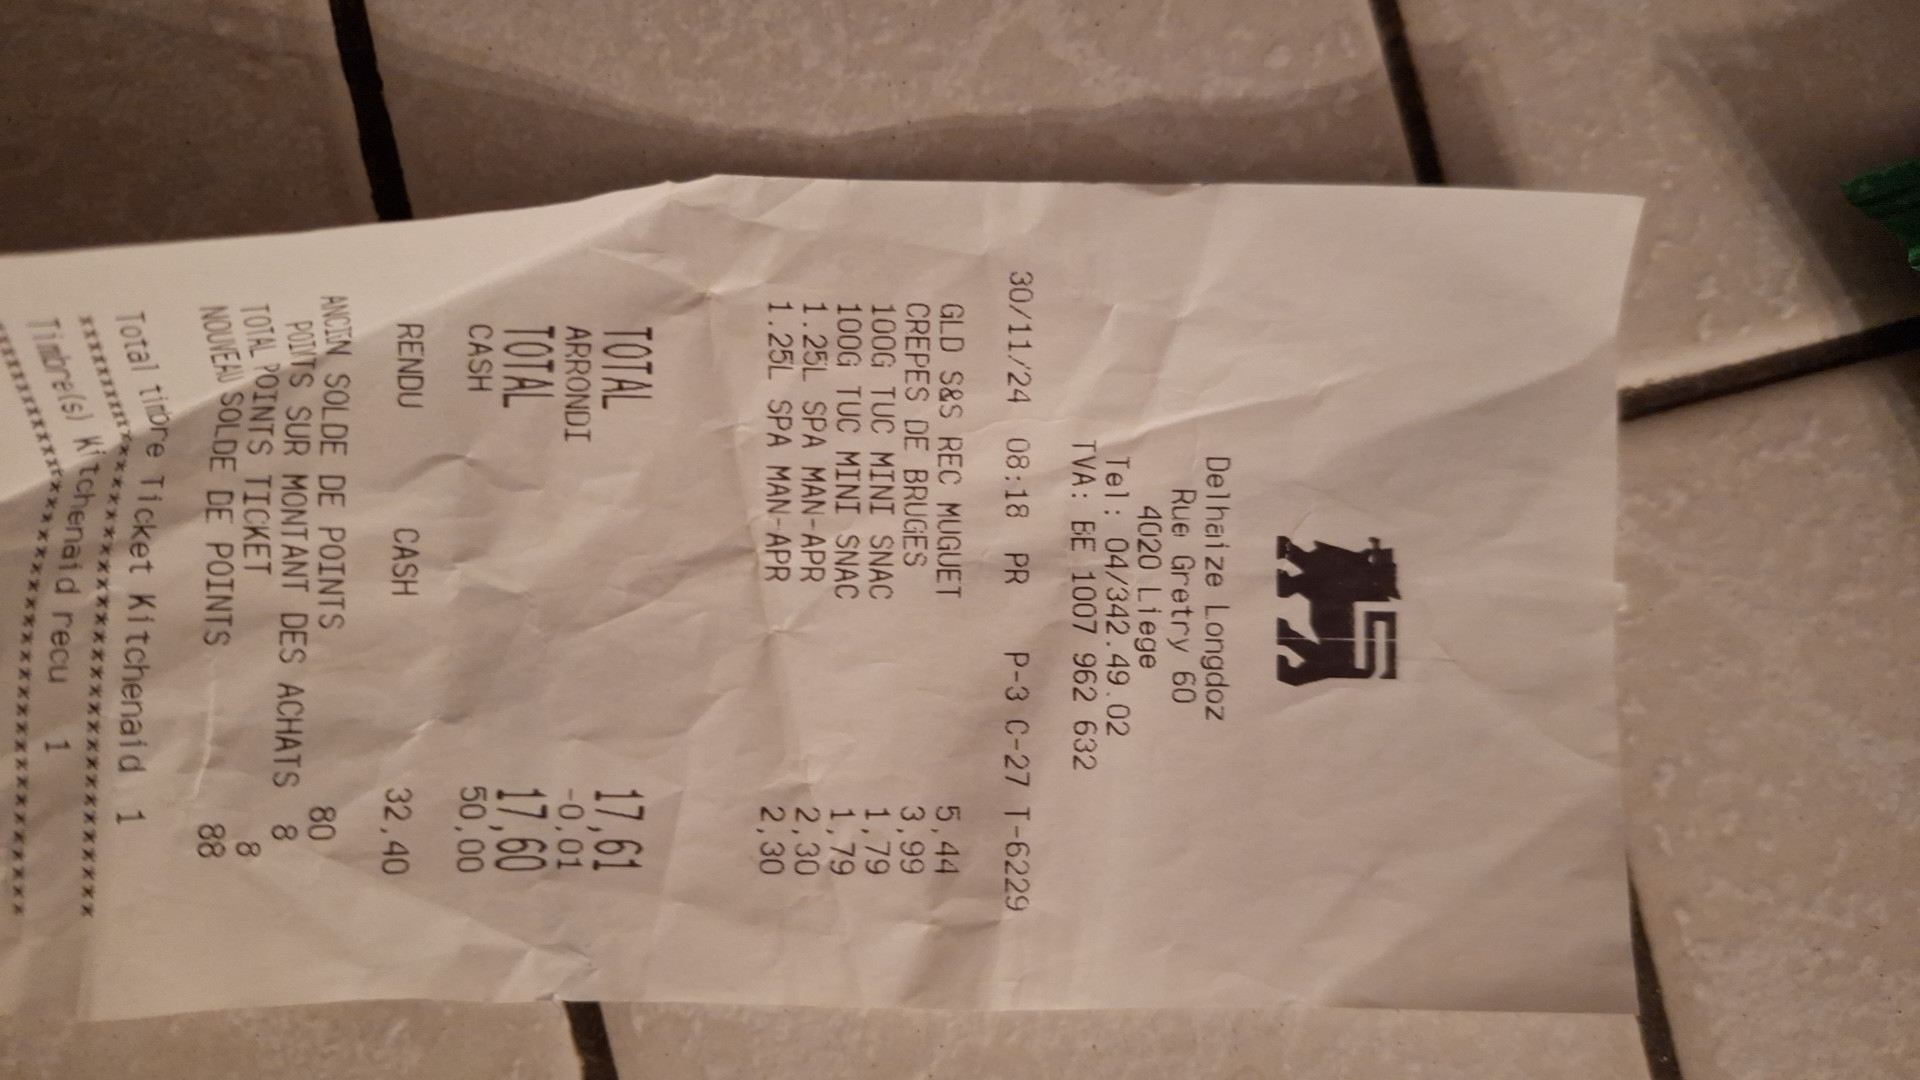 Delhaize Longdoz
Rue Gretry 60
4020 Liege
Tel: 04/342.49.02
TVA: BE 1007 962 632
30/11/24 08:18 PR P-3 C-27 T-6229
GLD S&S REC MUGUET 5,44
CREPES DE BRUGES 3,99
100G TUC MINI SNAC 1,79
100G TUC MINI SNAC 1,79
1.25L SPA MAN-APR 2,30
1.25L SPA MAN-APR 2,30
TOTAL 17,61
ARRONDI -0,01
TOTAL 17,60
CASH 50,00
RENDU CASH 32,40
ANCIN SOLDE DE POINTS 80
POINTS SUR MONTANT DES ACHATS 8
TOTAL POINTS TICKET 8
NOUVEAU SOLDE DE POINTS 88
Total timbre Ticket Kitchenaid 1
xxxxxxxxxxxxxxxxxxxxxxxxxxxxxxxxxxxxxx
Timbre(s) Kitchenaid recu 1
xxxxxxxxxxxxxxxxxxxxxxxxxxxxxxxxxxxxxx